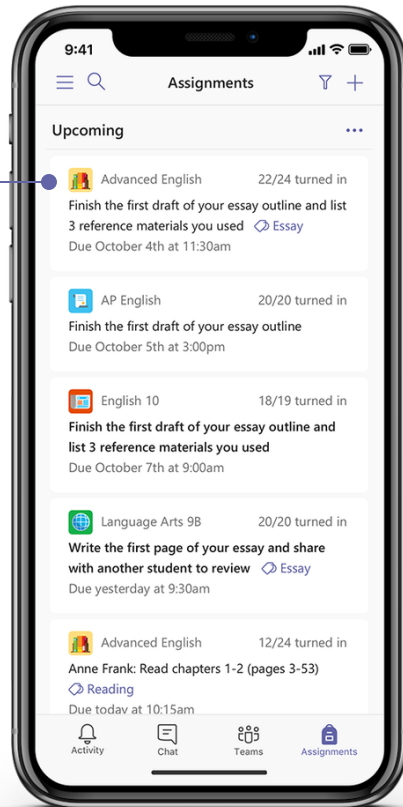 9:41
Assignments
Upcoming
Advanced English 22/24 turned in
Finish the first draft of your essay outline and list
3 reference materials you used Essay
Due October 4th at 11:30am
AP English 20/20 turned in
Finish the first draft of your essay outline
Due October 5th at 3:00pm
English 10 18/19 turned in
Finish the first draft of your essay outline and
list 3 reference materials you used
Due October 7th at 9:00am
Language Arts 9B 20/20 turned in
Write the first page of your essay and share
with another student to review Essay
Due yesterday at 9:30am
Advanced English 12/24 turned in
Anne Frank: Read chapters 1-2 (pages 3-53)
Reading
Due today at 10:15am
Activity Chat Teams Assignments